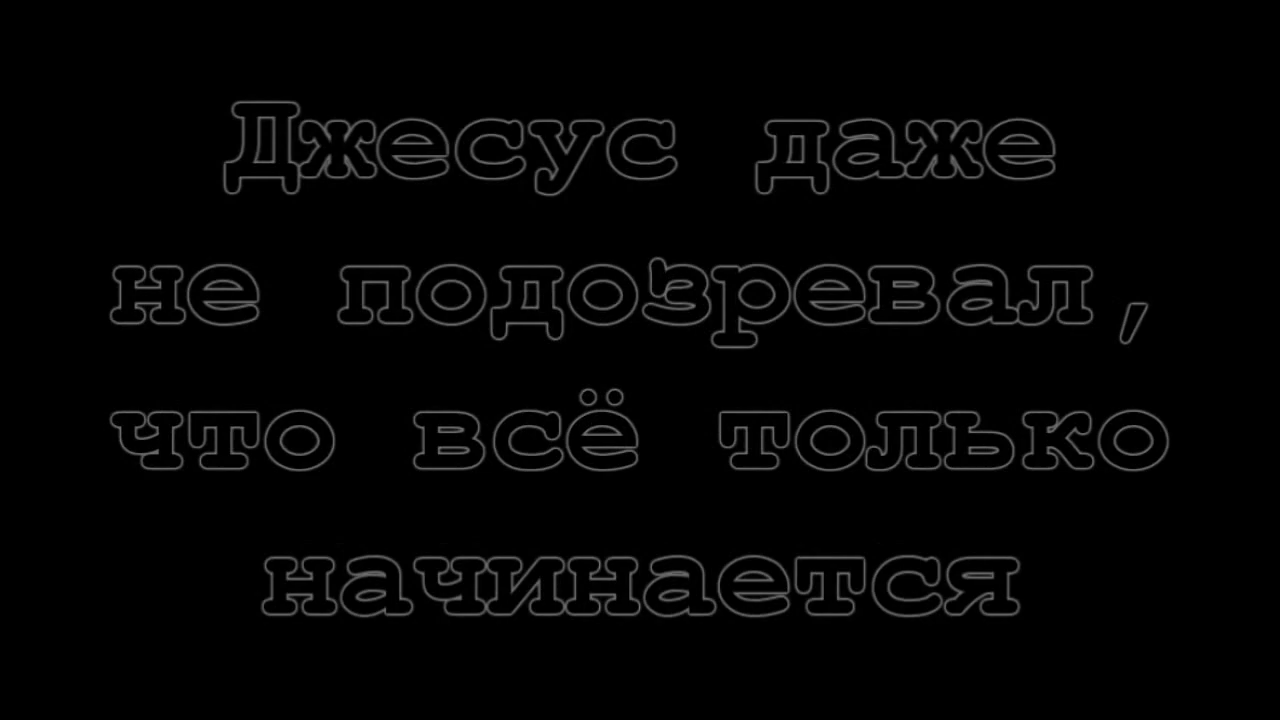 Джесус даже
не подозревал,
что всё только
начинается